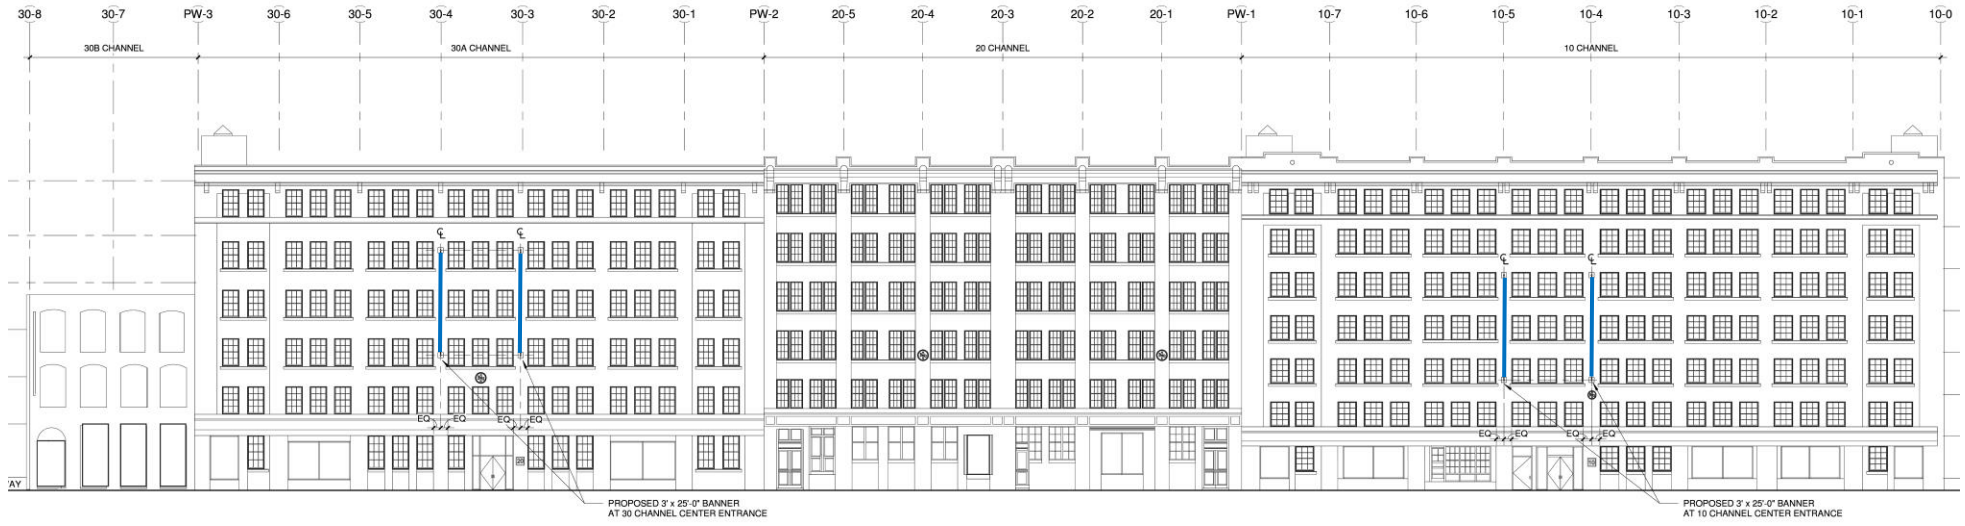 30-8 30-7 PW-3 30-6 30-5 30-4 30-3 30-2 30-1 PW-2 20-5 20-4 20-3 20-2 20-1 PW-1 10-7 10-6 10-5 10-4 10-3 10-2 10-1 10-0
30B CHANNEL 30A CHANNEL 20 CHANNEL 10 CHANNEL
EQ EQ EQ EQ EQ EQ EQ EQ
PROPOSED 3' x 25'-0" BANNER
AT 30 CHANNEL CENTER ENTRANCE
PROPOSED 3' x 25'-0" BANNER
AT 10 CHANNEL CENTER ENTRANCE